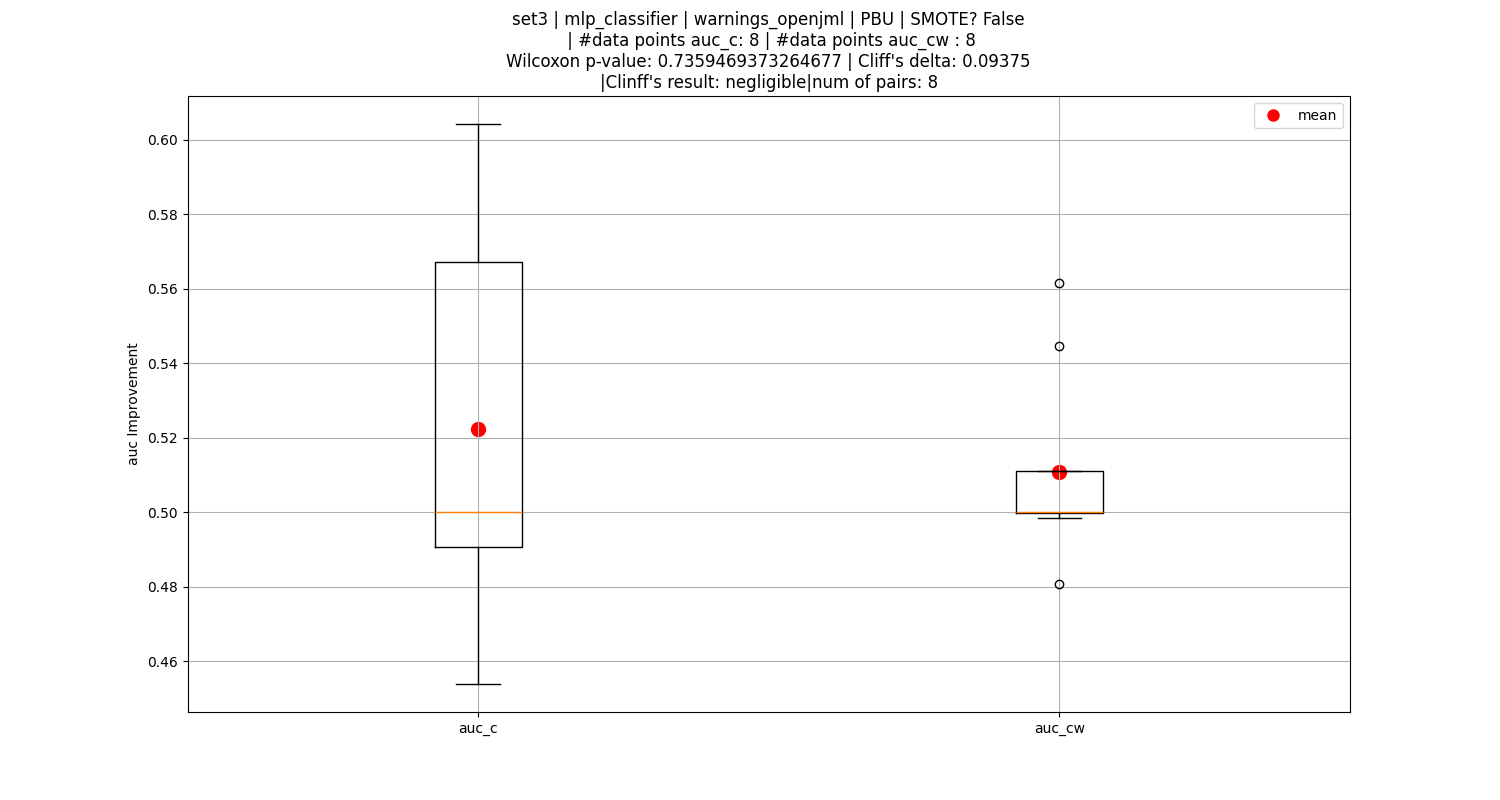 set3 | mlp_classifier | warnings_openjml | PBU | SMOTE? False
| #data points auc_c: 8 | #data points auc_cw : 8
Wilcoxon p-value: 0.7359469373264677 | Cliff's delta: 0.09375
|Clinff's result: negligible|num of pairs: 8
mean
0.60
0.58
0.56
0.54
0.52
0.50
0.48
0.46
auc Improvement
auc_c
auc_cw